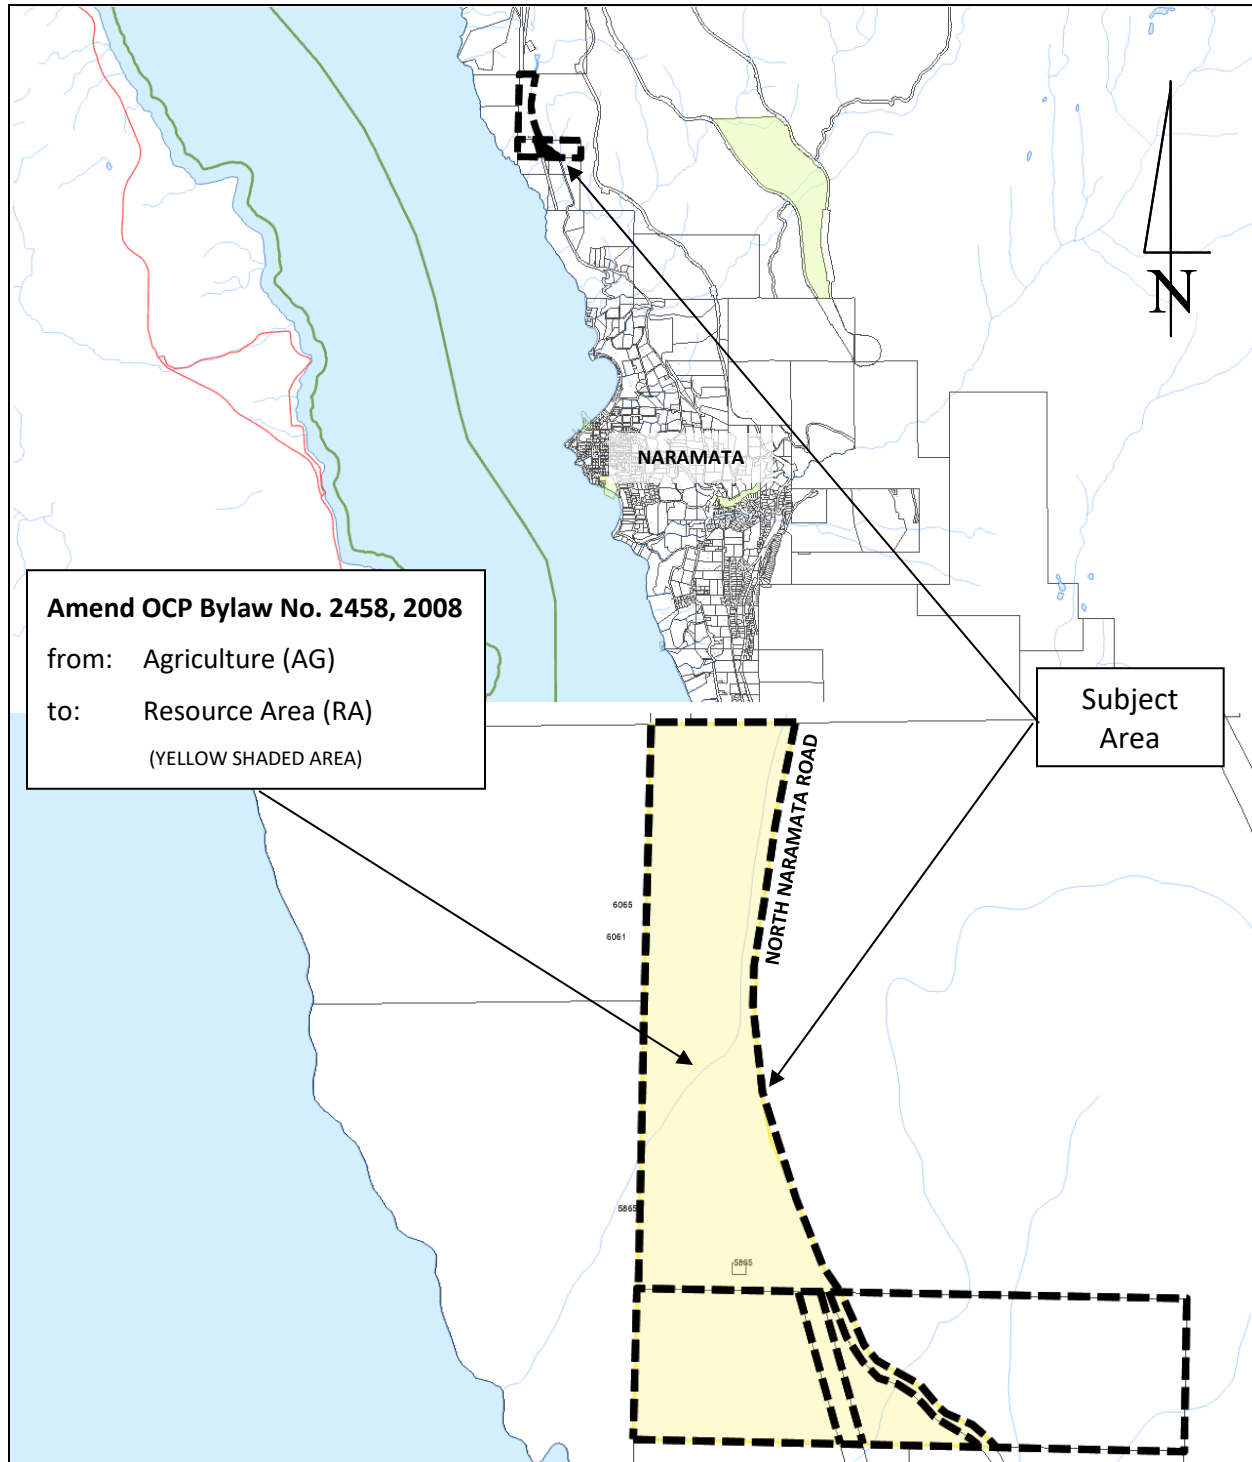 N
NARAMATA
Amend OCP Bylaw No. 2458, 2008
from: Agriculture (AG)
to: Resource Area (RA)
(YELLOW SHADED AREA)
Subject
Area
NORTH NARAMATA ROAD
6065
6061
5865
5865